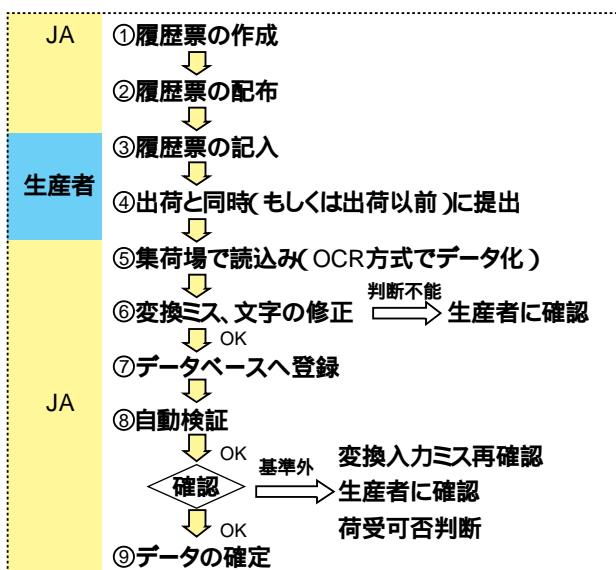 JA
①履歴票の作成
②履歴票の配布
生産者
③履歴票の記入
④出荷と同時(もしくは出荷以前)に提出
JA
⑤集荷場で読込み(OCR方式でデータ化)
⑥変換ミス、文字の修正
判断不能
生産者に確認
OK
⑦データベースへ登録
⑧自動検証
OK
確認
基準外
変換入力ミス再確認
生産者に確認
荷受可否判断
OK
⑨データの確定